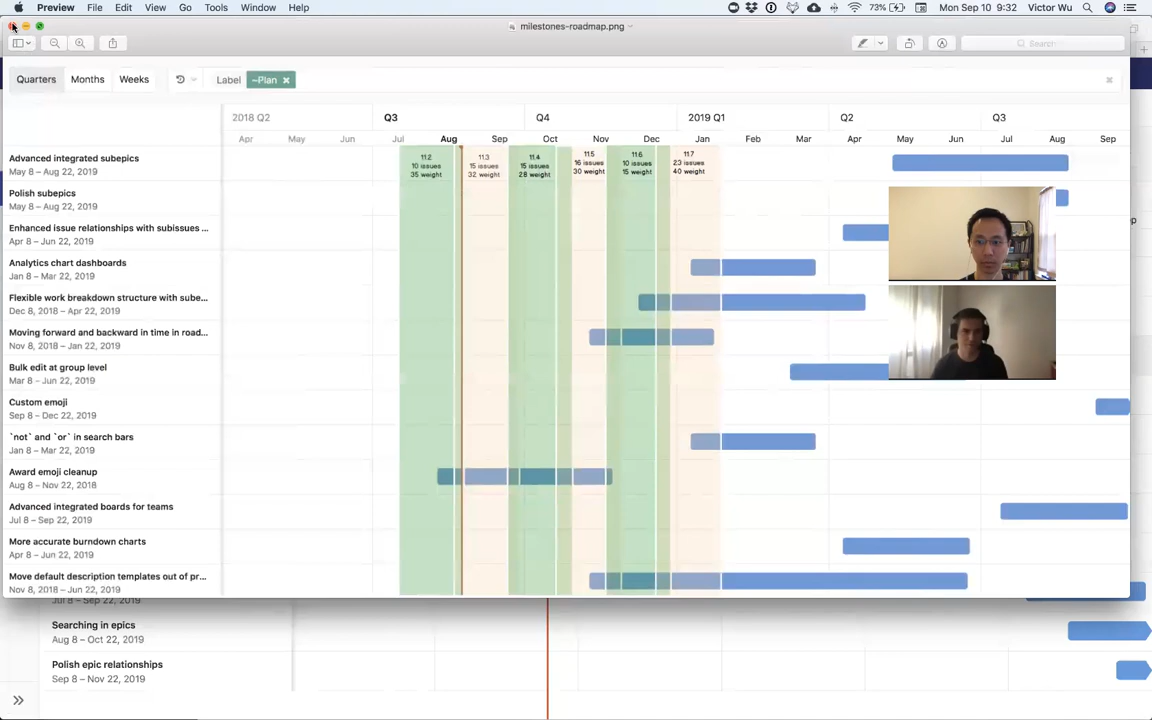 Preview File Edit View Go Tools Window Help 73% Mon Sep 10 9:32 Victor Wu
milestones-roadmap.png
Search
Quarters Months Weeks Label ~Plan
2018 Q2 Q3 Q4 2019 Q1 Q2 Q3
Apr May Jun Jul Aug Sep Oct Nov Dec Jan Feb Mar Apr May Jun Jul Aug Sep
11.2 11.3 11.4 11.5 11.6 11.7
10 issues 15 issues 15 issues 16 issues 10 issues 23 issues
35 weight 32 weight 28 weight 30 weight 15 weight 40 weight
Advanced integrated subepics
May 8 – Aug 22, 2019
Polish subepics
May 8 – Aug 22, 2019
Enhanced issue relationships with subissues ...
Apr 8 – Jun 22, 2019
Analytics chart dashboards
Jan 8 – Mar 22, 2019
Flexible work breakdown structure with sube...
Dec 8, 2018 – Apr 22, 2019
Moving forward and backward in time in road...
Nov 8, 2018 – Jan 22, 2019
Bulk edit at group level
Mar 8 – Jun 22, 2019
Custom emoji
Sep 8 – Dec 22, 2019
`not` and `or` in search bars
Jan 8 – Mar 22, 2019
Award emoji cleanup
Aug 8 – Nov 22, 2018
Advanced integrated boards for teams
Jul 8 – Sep 22, 2019
More accurate burndown charts
Apr 8 – Jun 22, 2019
Move default description templates out of pr...
Nov 8, 2018 – Jun 22, 2019
Jul 8 – Sep 22, 2019
Searching in epics
Aug 8 – Oct 22, 2019
Polish epic relationships
Sep 8 – Nov 22, 2019